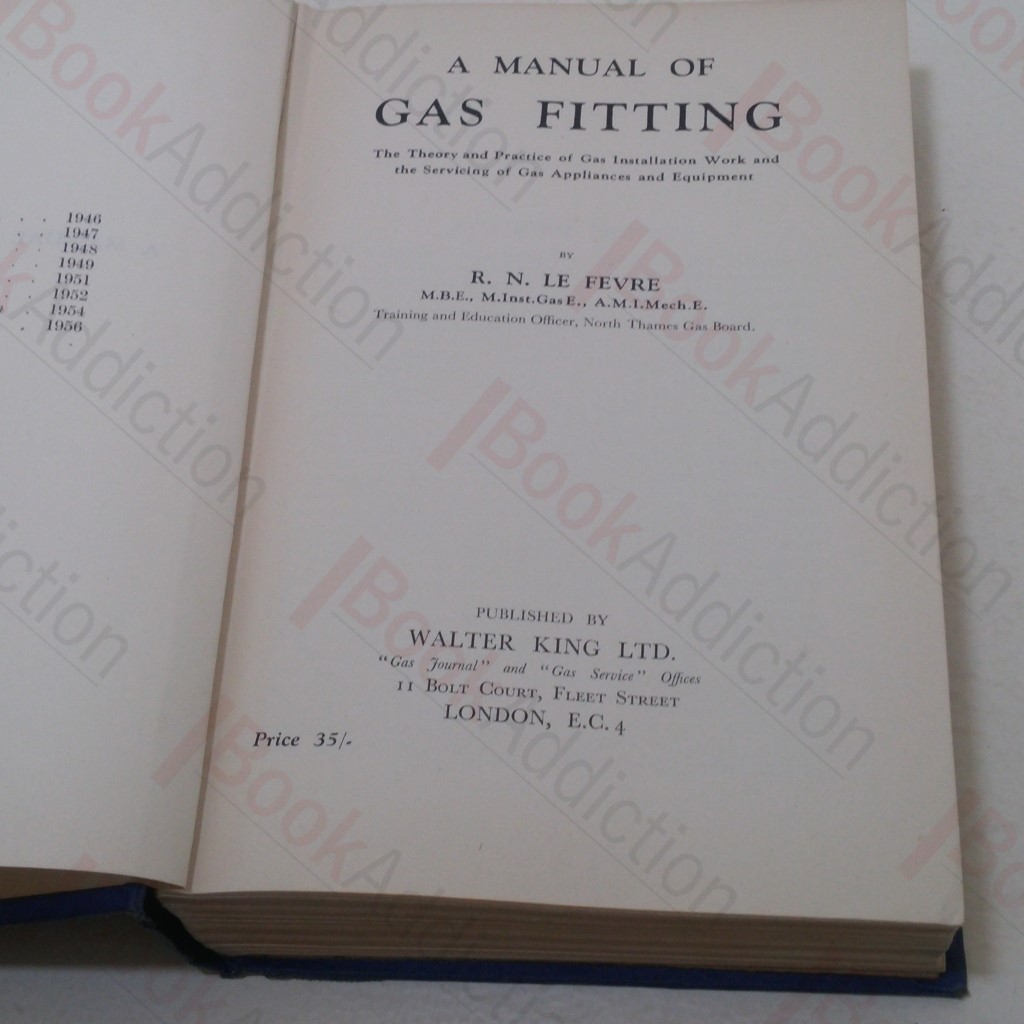 . . 1946
. . 1947
. . 1948
. . 1949
. . 1951
. . 1952
. . 1954
. . 1956
A MANUAL OF
GAS FITTING
The Theory and Practice of Gas Installation Work and
the Servicing of Gas Appliances and Equipment
BY
R. N. LE FEVRE
M.B.E., M.Inst.Gas E., A.M.I.Mech.E.
Training and Education Officer, North Thames Gas Board.
PUBLISHED BY
WALTER KING LTD.
"Gas Journal" and "Gas Service" Offices
11 BOLT COURT, FLEET STREET
LONDON, E.C. 4
Price 35/-
BookAddiction